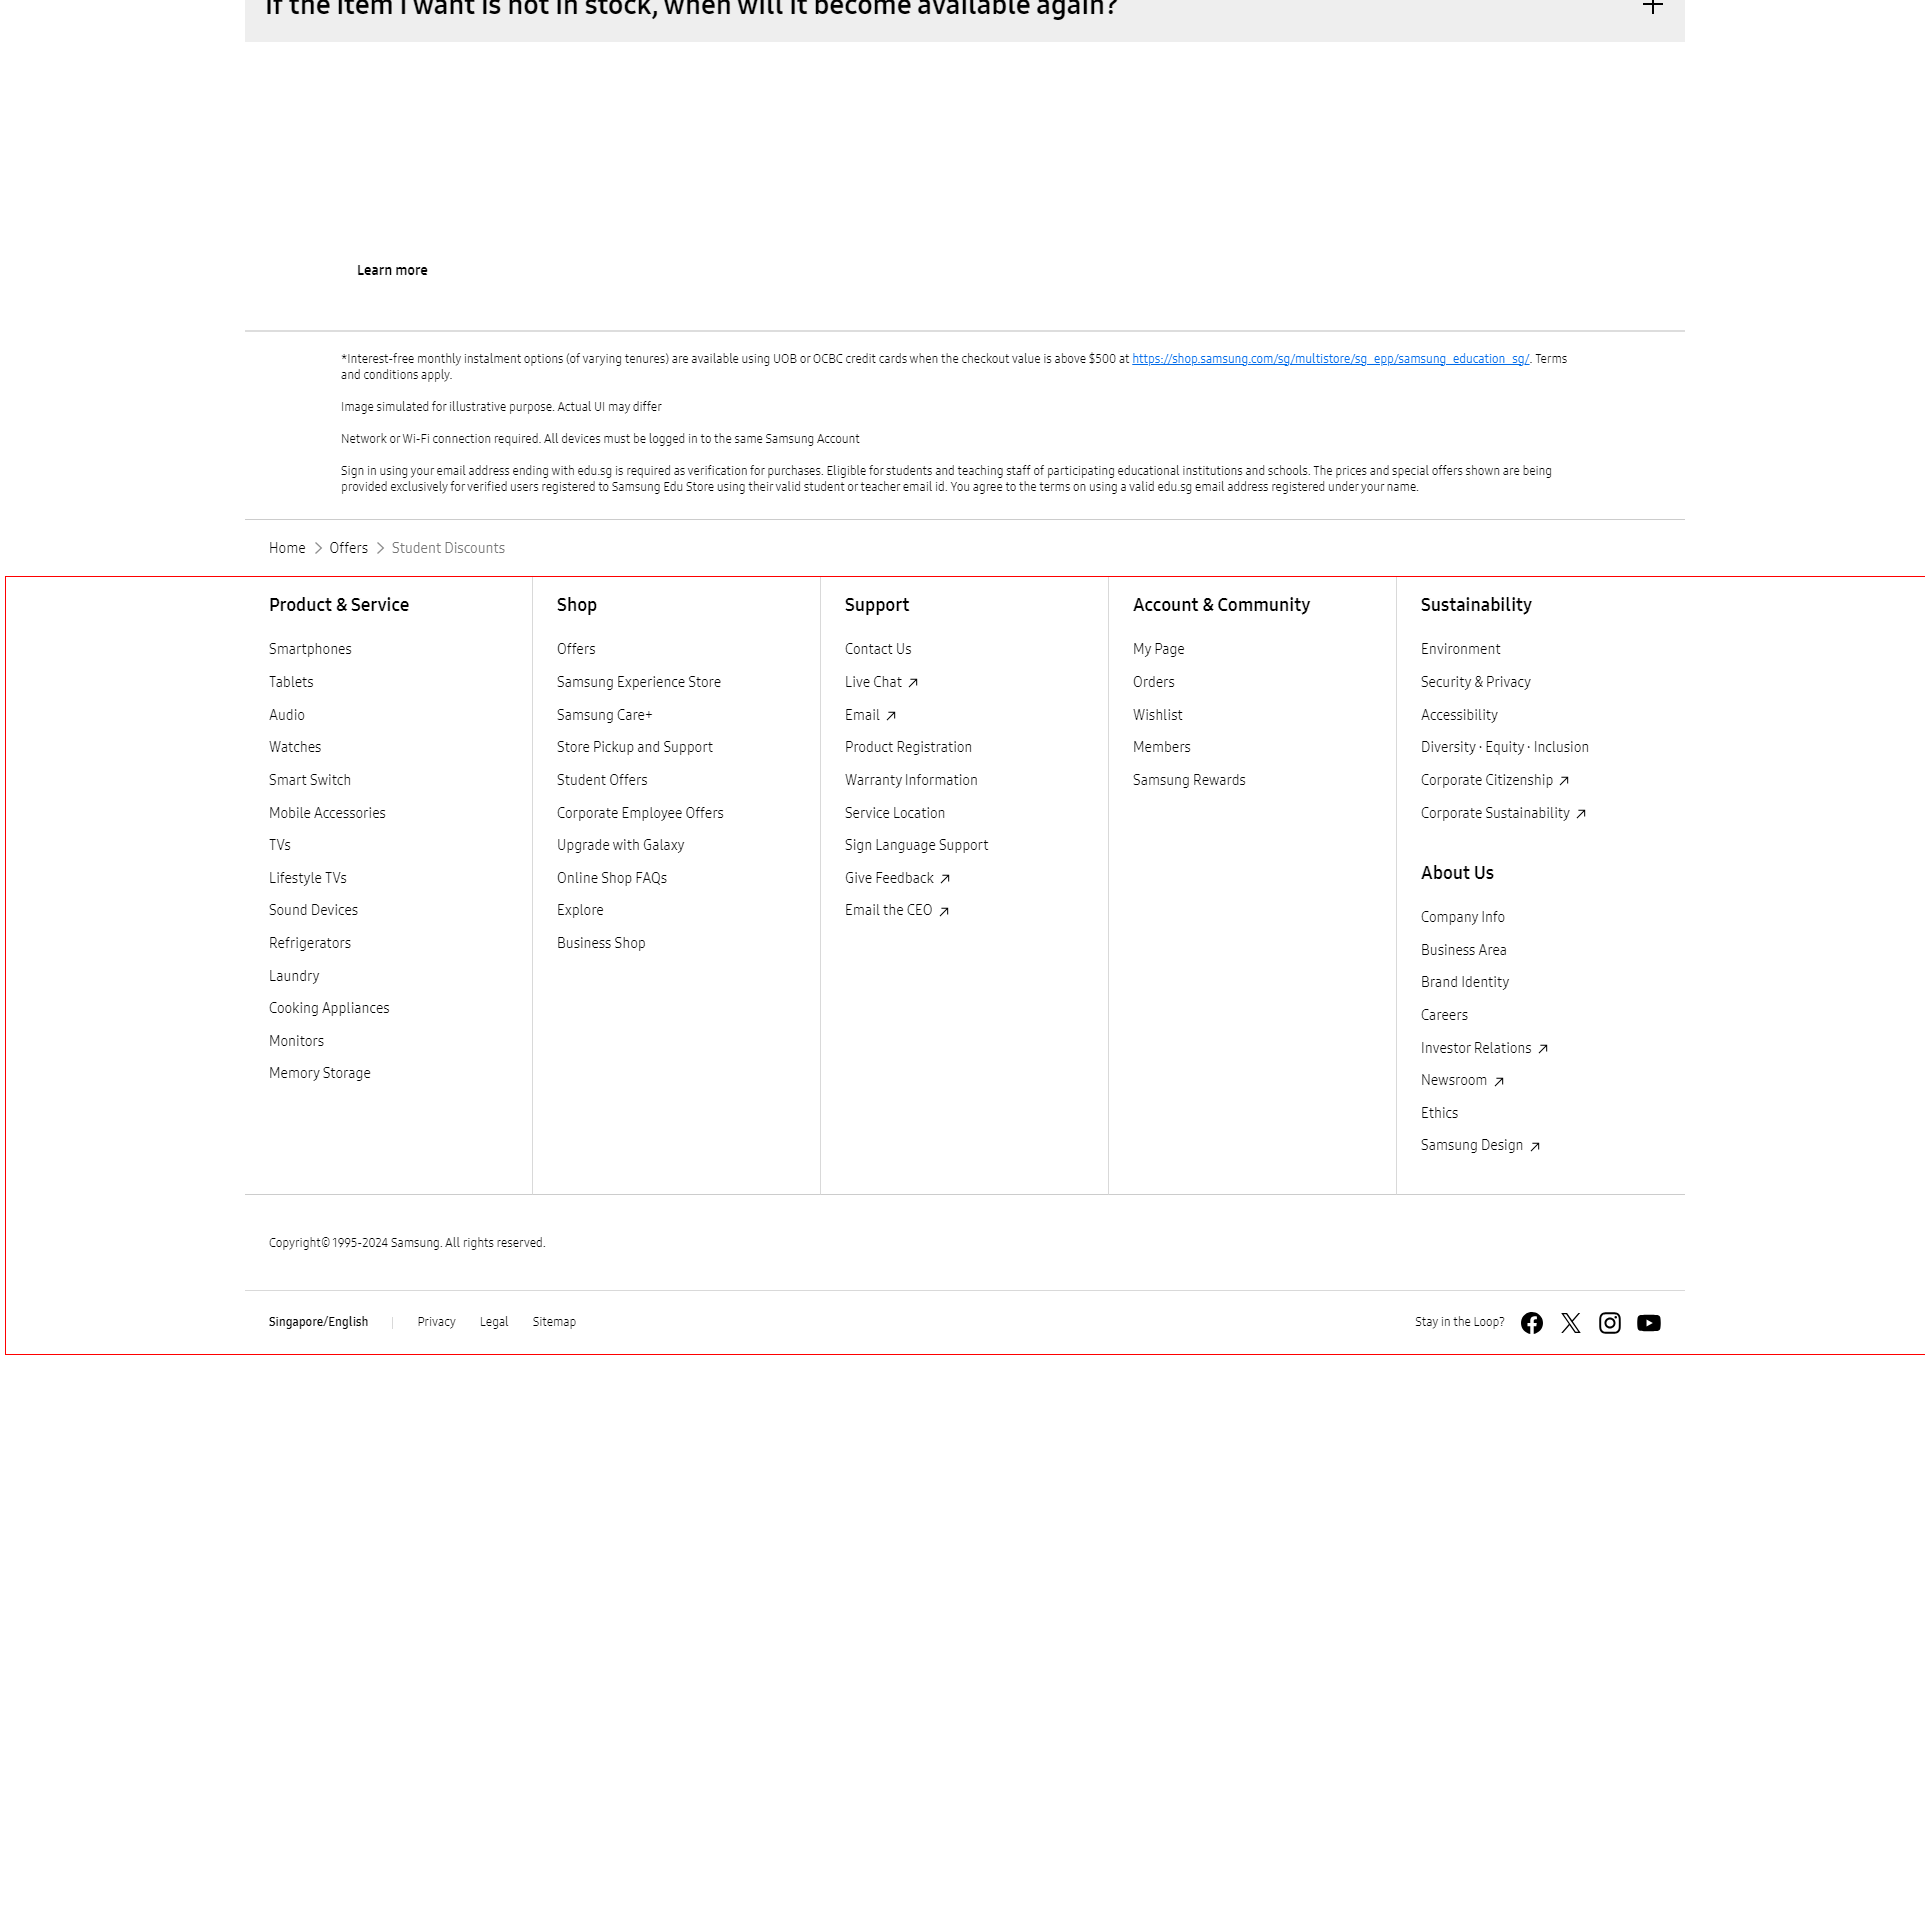 If the item I want is not in stock, when will it become available again?
Learn more
*Interest-free monthly instalment options (of varying tenures) are available using UOB or OCBC credit cards when the checkout value is above $500 at https://shop.samsung.com/sg/multistore/sg_epp/samsung_education_sg/. Terms
and conditions apply.
Image simulated for illustrative purpose. Actual UI may differ
Network or Wi-Fi connection required. All devices must be logged in to the same Samsung Account
Sign in using your email address ending with edu.sg is required as verification for purchases. Eligible for students and teaching staff of participating educational institutions and schools. The prices and special offers shown are being
provided exclusively for verified users registered to Samsung Edu Store using their valid student or teacher email id. You agree to the terms on using a valid edu.sg email address registered under your name.
Home > Offers > Student Discounts
Product & Service
Smartphones
Tablets
Audio
Watches
Smart Switch
Mobile Accessories
TVs
Lifestyle TVs
Sound Devices
Refrigerators
Laundry
Cooking Appliances
Monitors
Memory Storage
Shop
Offers
Samsung Experience Store
Samsung Care+
Store Pickup and Support
Student Offers
Corporate Employee Offers
Upgrade with Galaxy
Online Shop FAQs
Explore
Business Shop
Support
Contact Us
Live Chat
Email
Product Registration
Warranty Information
Service Location
Sign Language Support
Give Feedback
Email the CEO
Account & Community
My Page
Orders
Wishlist
Members
Samsung Rewards
Sustainability
Environment
Security & Privacy
Accessibility
Diversity · Equity · Inclusion
Corporate Citizenship
Corporate Sustainability
About Us
Company Info
Business Area
Brand Identity
Careers
Investor Relations
Newsroom
Ethics
Samsung Design
Copyright© 1995-2024 Samsung. All rights reserved.
Singapore/English | Privacy Legal Sitemap
Stay in the Loop?